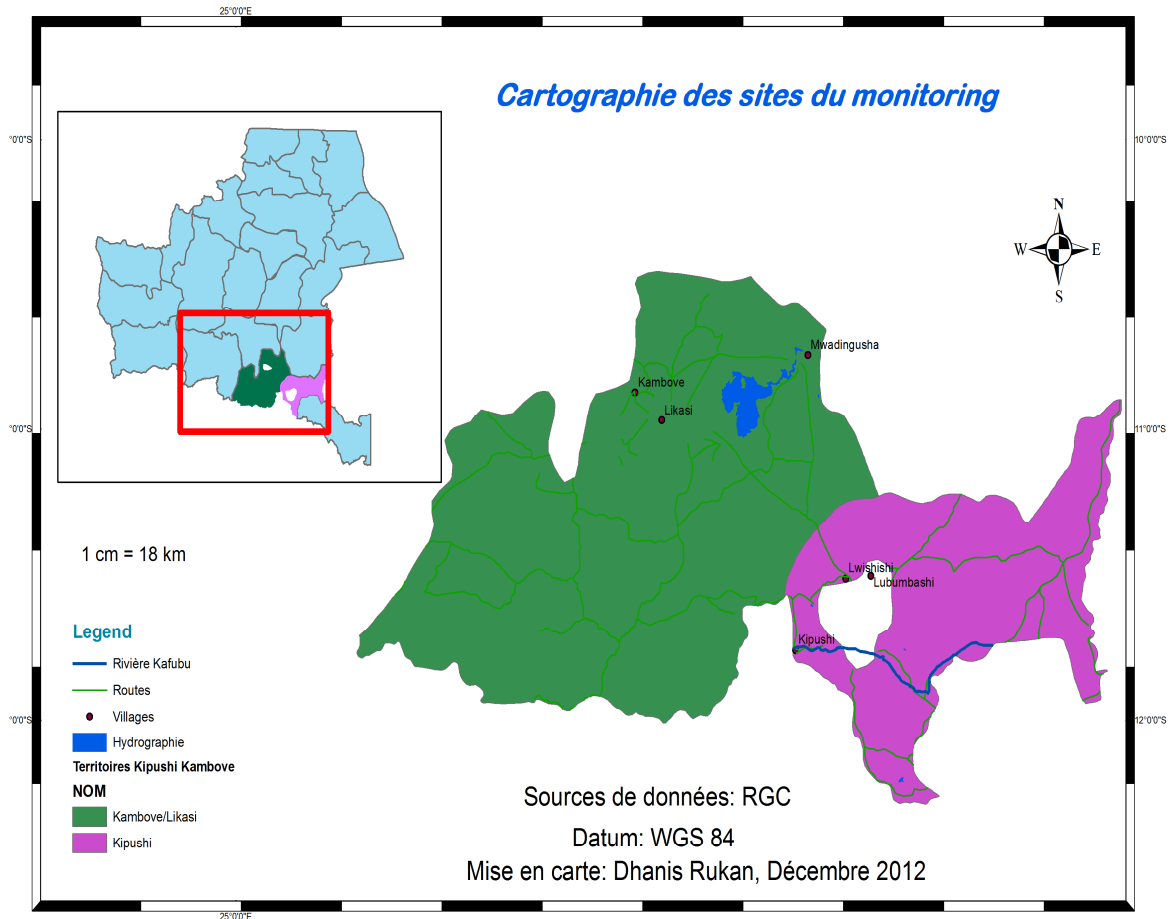 25°0'0"E
Cartographie des sites du monitoring
°0'0"S
10°0'0"S
N
W
E
S
Mwadingusha
Kambove
Likasi
°0'0"S
11°0'0"S
1 cm = 18 km
Lwishishi
Lubumbashi
Legend
Kipushi
Rivière Kafubu
Routes
Villages
°0'0"S
12°0'0"S
Hydrographie
Territoires Kipushi Kambove
NOM
Kambove/Likasi
Kipushi
Sources de données: RGC
Datum: WGS 84
Mise en carte: Dhanis Rukan, Décembre 2012
25°0'0"E